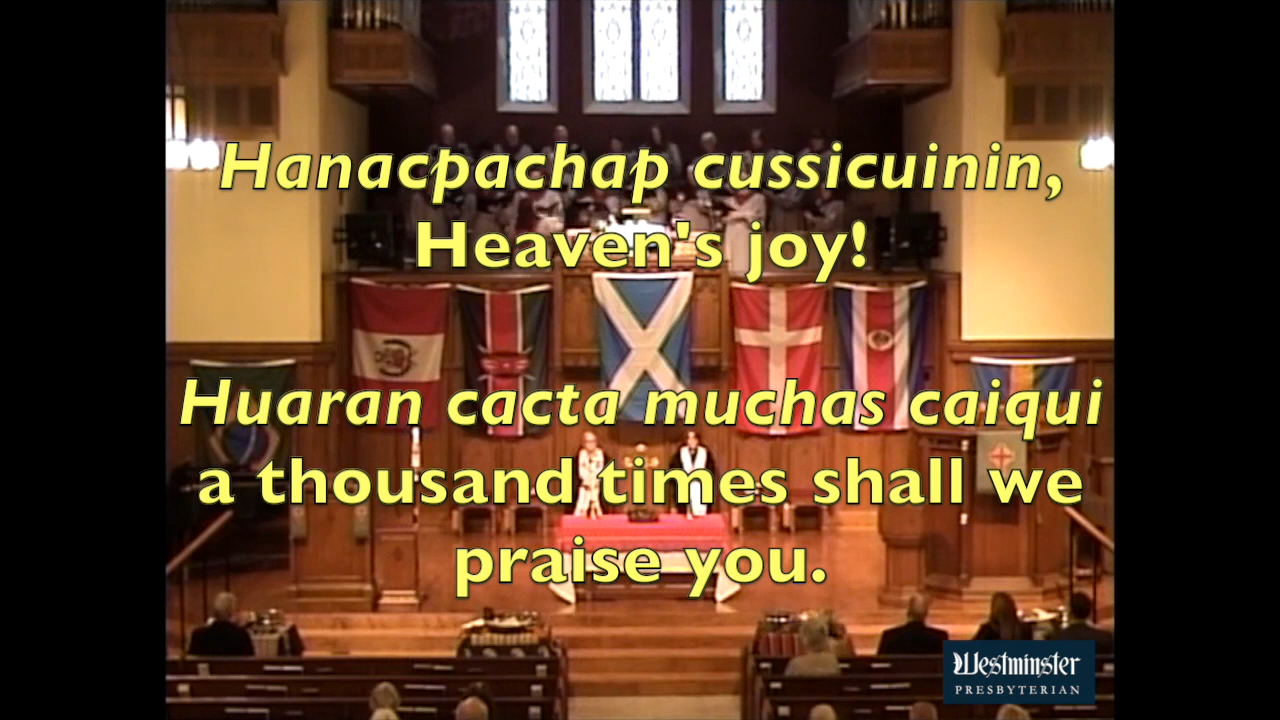 Hanacpachap cussicuinin,
Heaven's joy!
Huaran cacta muchas caiqui
a thousand times shall we
praise you.
Westminster
PRESBYTERIAN